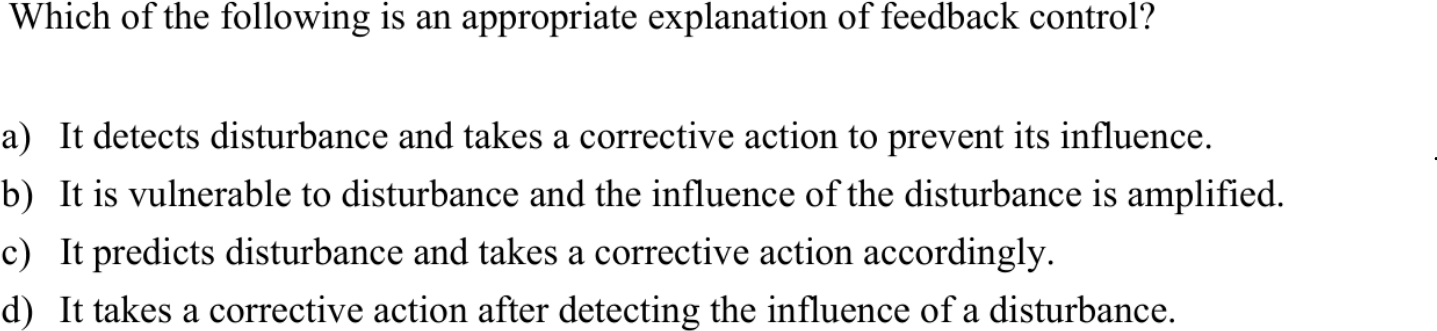 Which of the following is an appropriate explanation of feedback control?
a) It detects disturbance and takes a corrective action to prevent its influence.
b) It is vulnerable to disturbance and the influence of the disturbance is amplified.
c) It predicts disturbance and takes a corrective action accordingly.
d) It takes a corrective action after detecting the influence of a disturbance.